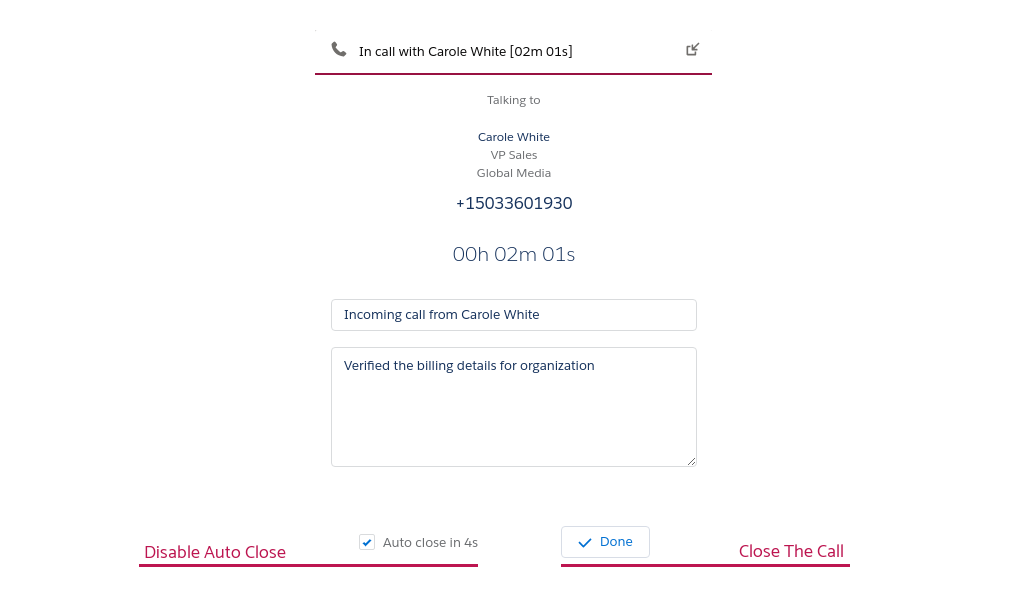 In call with Carole White [02m 01s]
Talking to
Carole White
VP Sales
Global Media
+15033601930
00h 02m 01s
Incoming call from Carole White
Verified the billing details for organization
Disable Auto Close
Auto close in 4s
Done
Close The Call